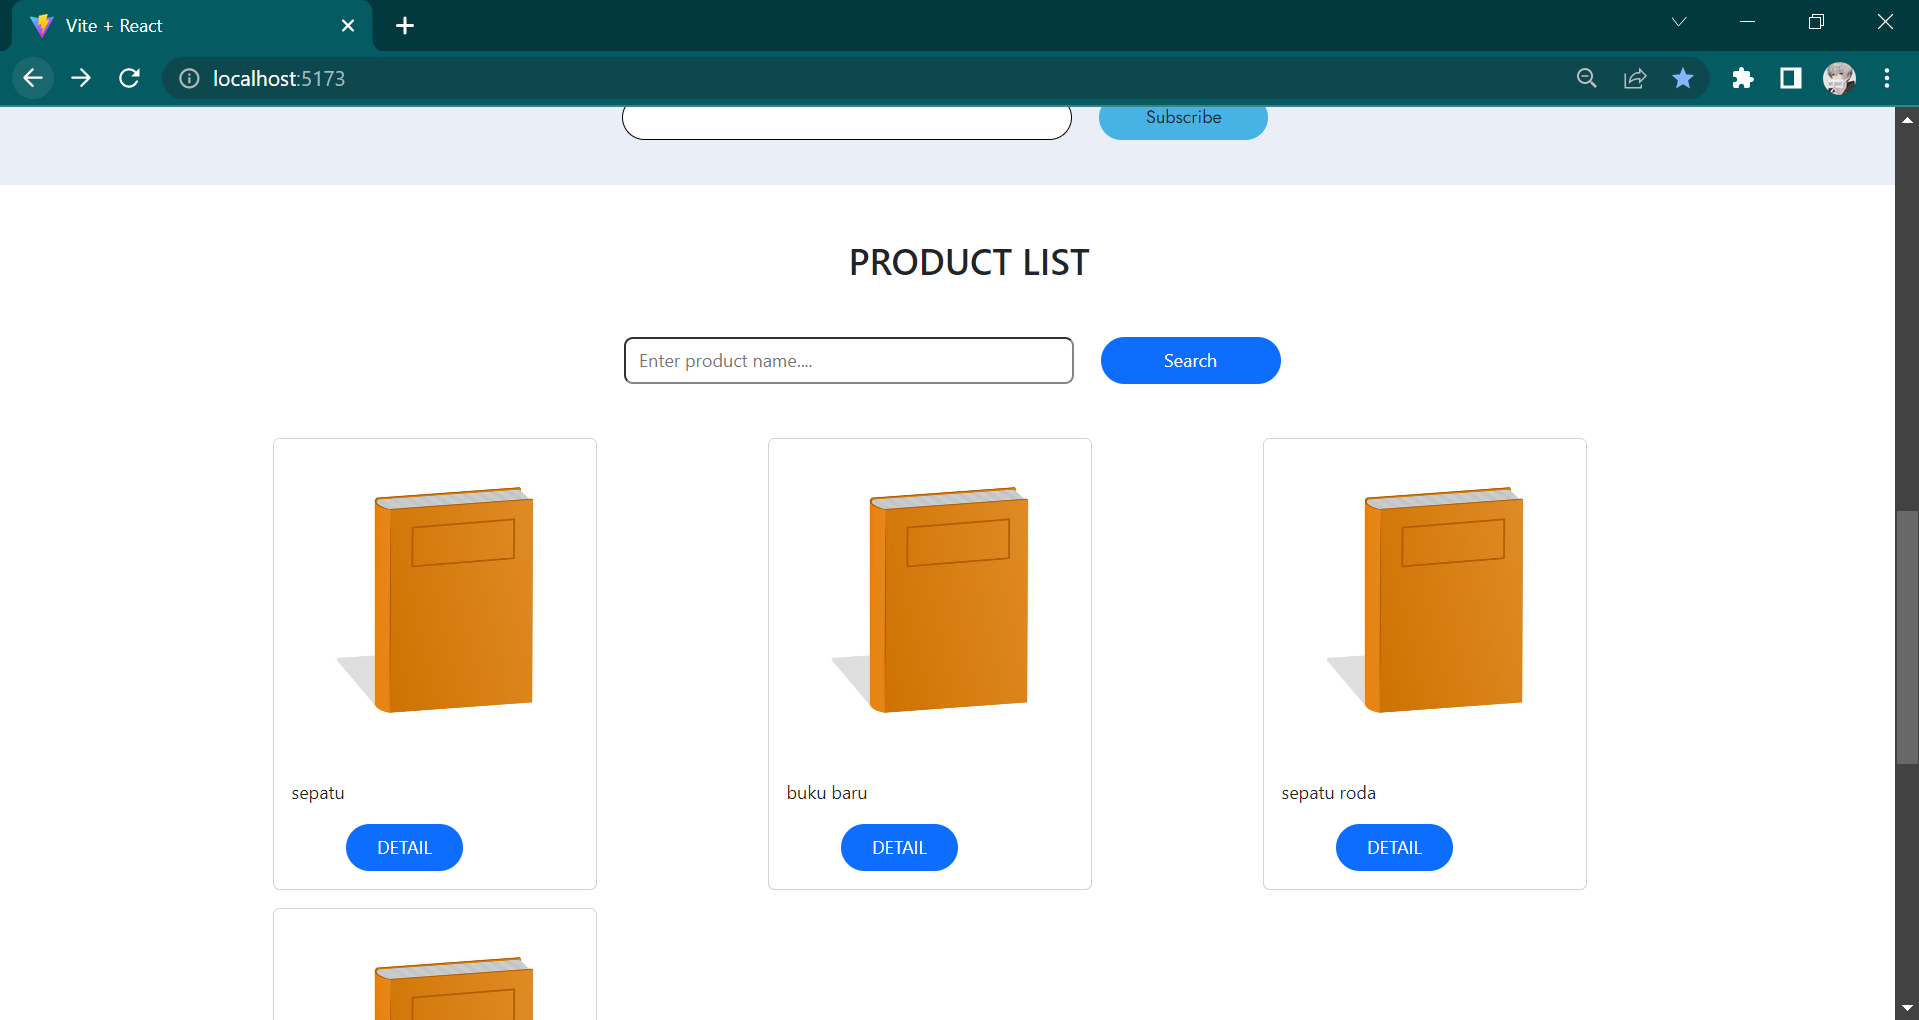 Vite + React
localhost:5173
Subscribe
PRODUCT LIST
Enter product name....
Search
sepatu
buku baru
sepatu roda
DETAIL
DETAIL
DETAIL